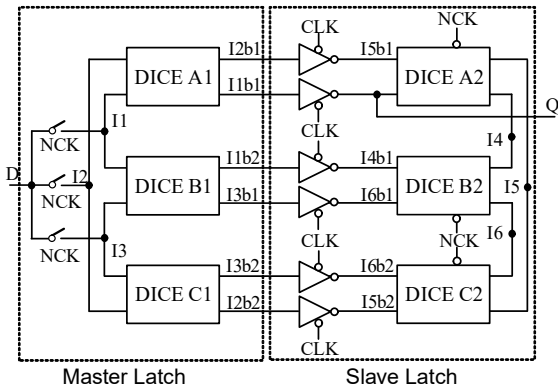 CLK
NCK
I2b1
I5b1
DICE A1
DICE A2
I1b1
Q
CLK
I1
I4
NCK
I1b2
I4b1
D
I2
I5
DICE B1
DICE B2
NCK
I3b1
I6b1
CLK
NCK
I6
I3
CLK
NCK
I3b2
I6b2
DICE C1
DICE C2
I2b2
I5b2
CLK
Master Latch
Slave Latch